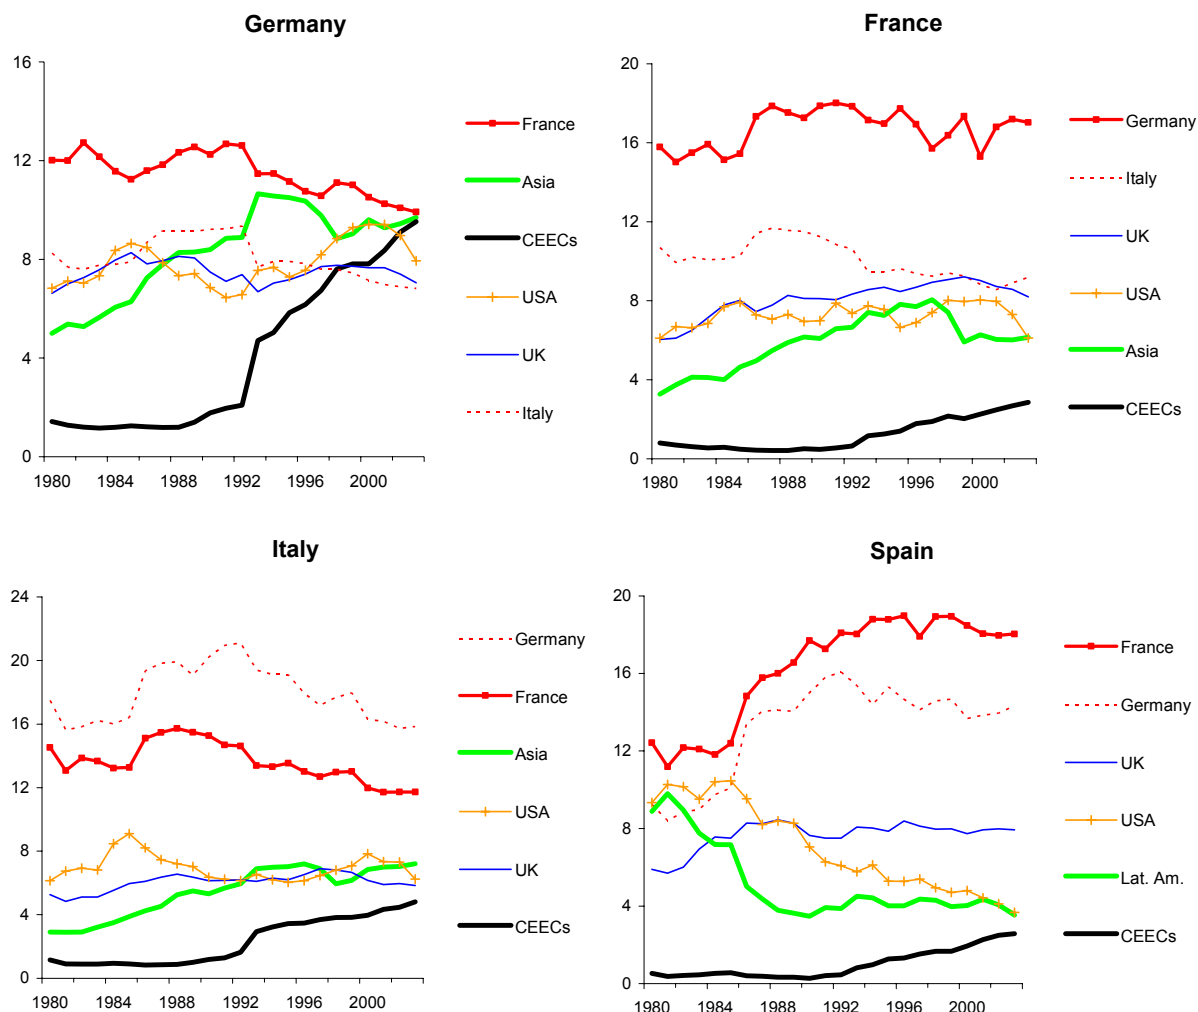 Germany
16
12
8
4
0
1980 1984 1988 1992 1996 2000
France
Asia
CEECs
USA
UK
Italy
France
20
16
12
8
4
0
1980 1984 1988 1992 1996 2000
Germany
Italy
UK
USA
Asia
CEECs
Italy
24
20
16
12
8
4
0
1980 1984 1988 1992 1996 2000
Germany
France
Asia
USA
UK
CEECs
Spain
20
16
12
8
4
0
1980 1984 1988 1992 1996 2000
France
Germany
UK
USA
Lat. Am.
CEECs